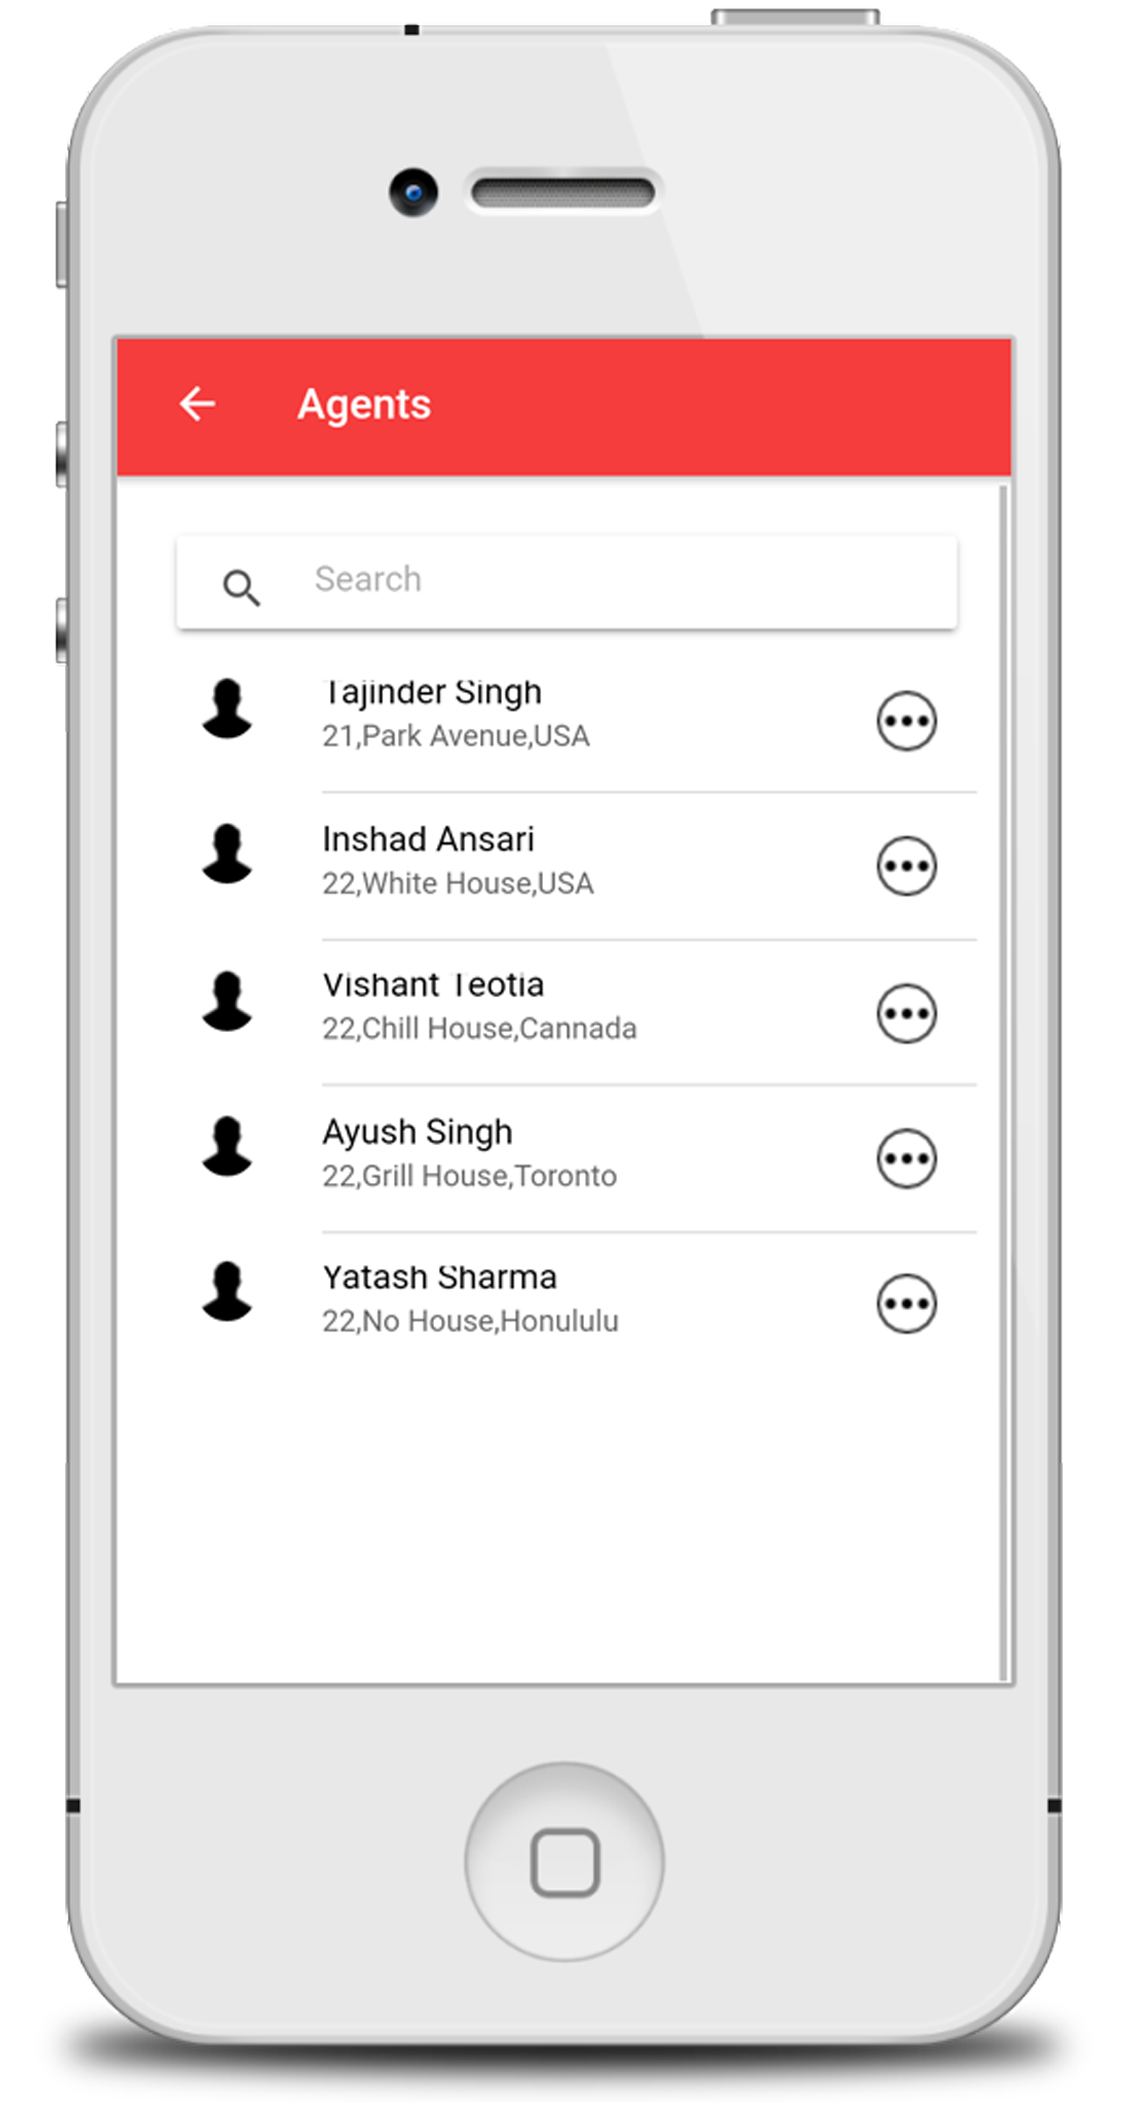 Agents
Search
Tajinder Singh
21,Park Avenue,USA
Inshad Ansari
22,White House,USA
Vishant Teotia
22,Chill House,Cannada
Ayush Singh
22,Grill House,Toronto
Yatash Sharma
22,No House,Honululu